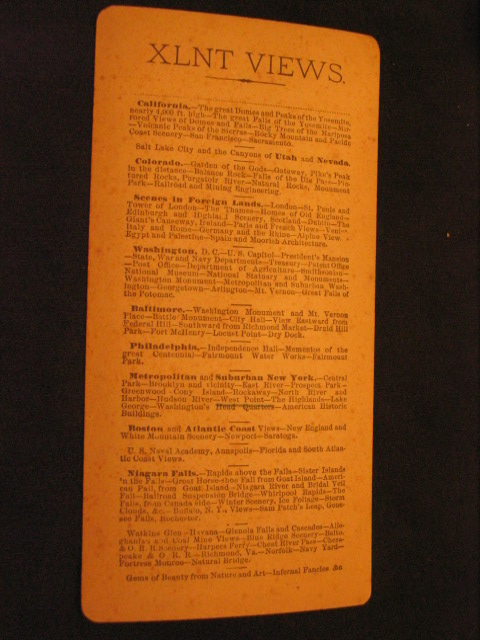 XLNT VIEWS.
California.—The great Domes and Peaks of the Yosemite,
nearly 4,000 ft. high—The great Falls of the Yosemite—Mir-
rored Views of Domes and Falls—Big Trees of the Mariposa
—Volcanic Peaks of the Sierras—Rocky Mountain and Pacific
Coast Scenery—San Francisco—Sacramento.
Salt Lake City and the Canyons of Utah and Nevada.
Colorado.—Garden of the Gods—Gateway, Pike's Peak
in the distance—Balance Rock—Falls of the Rio Pass—Pic-
tured Rocks, Purgatoir River—Natural Rocks, Monument
Park—Railroad and Mining Engineering.
Scenes in Foreign Lands.—London—St. Pauls and
Tower of London—The Thames—Homes of Old England—
Edinburgh and Highland Scenery, Scotland—Dublin—The
Giant's Causeway, Ireland—Paris and French Views—Venice
Italy and Rome—Germany and the Rhine—Alpine View—
Egypt and Palestine—Spain and Moorish Architecture.
Washington, D. C.—U. S. Capitol—President's Mansion
—State, War and Navy Departments—Treasury—Patent Office
—Post Office—Department of Agriculture—Smithsonian—
National Museum—National Statuary and Monuments—
Washington Monument—Metropolitan and Suburban Wash-
ington—Georgetown—Arlington—Mt. Vernon—Great Falls of
the Potomac.
Baltimore.—Washington Monument and Mt. Vernon
Place—Battle Monument—City Hall—View Eastward from
Federal Hill—Southward from Richmond Market—Druid Hill
Park—Fort McHenry—Locust Point—Dry Dock.
Philadelphia,—Independence Hall—Mementos of the
great Centennial—Fairmount Water Works—Fairmount
Park.
Metropolitan and Suburban New York.—Central
Park—Brooklyn and vicinity—East River—Prospect Park—
Greenwood—Cony Island—Rockaway—North River and
Harbor—Hudson River—West Point—The Highlands—Lake
George—Washington's Head Quarters—American Historic
Buildings.
Boston and Atlantic Coast Views—New England and
White Mountain Scenery—Newport—Saratoga.
U. S. Naval Academy, Annapolis—Florida and South Atlan-
tic Coast Views.
Niagara Falls.—Rapids above the Falls—Sister Islands
in the Falls—Great Horse-shoe Fall from Goat Island—Ameri-
can Fall, from Goat Island—Niagara River and Bridal Veil
Fall—Railroad Suspension Bridge—Whirlpool Rapids—The
Falls, from Canada side—Winter Scenery, Ice Foliage—Storm
Clouds, &c.—Buffalo, N. Y., Views—Sam Patch's Leap, Gene-
see Falls, Rochester.
Watkins Glen—Havana—Glenola Falls and Cascades—Alle-
ghanian and Coal Mine Views—Blue Ridge Scenery—Balto.
& O. R. R. Scenery—Harpers Ferry—Cheat River Pass—Chesa-
peake & O. R. R.—Richmond, Va.—Norfolk—Navy Yard—
Fortress Monroe—Natural Bridge.
Gems of Beauty from Nature and Art—Infernal Fancies &c